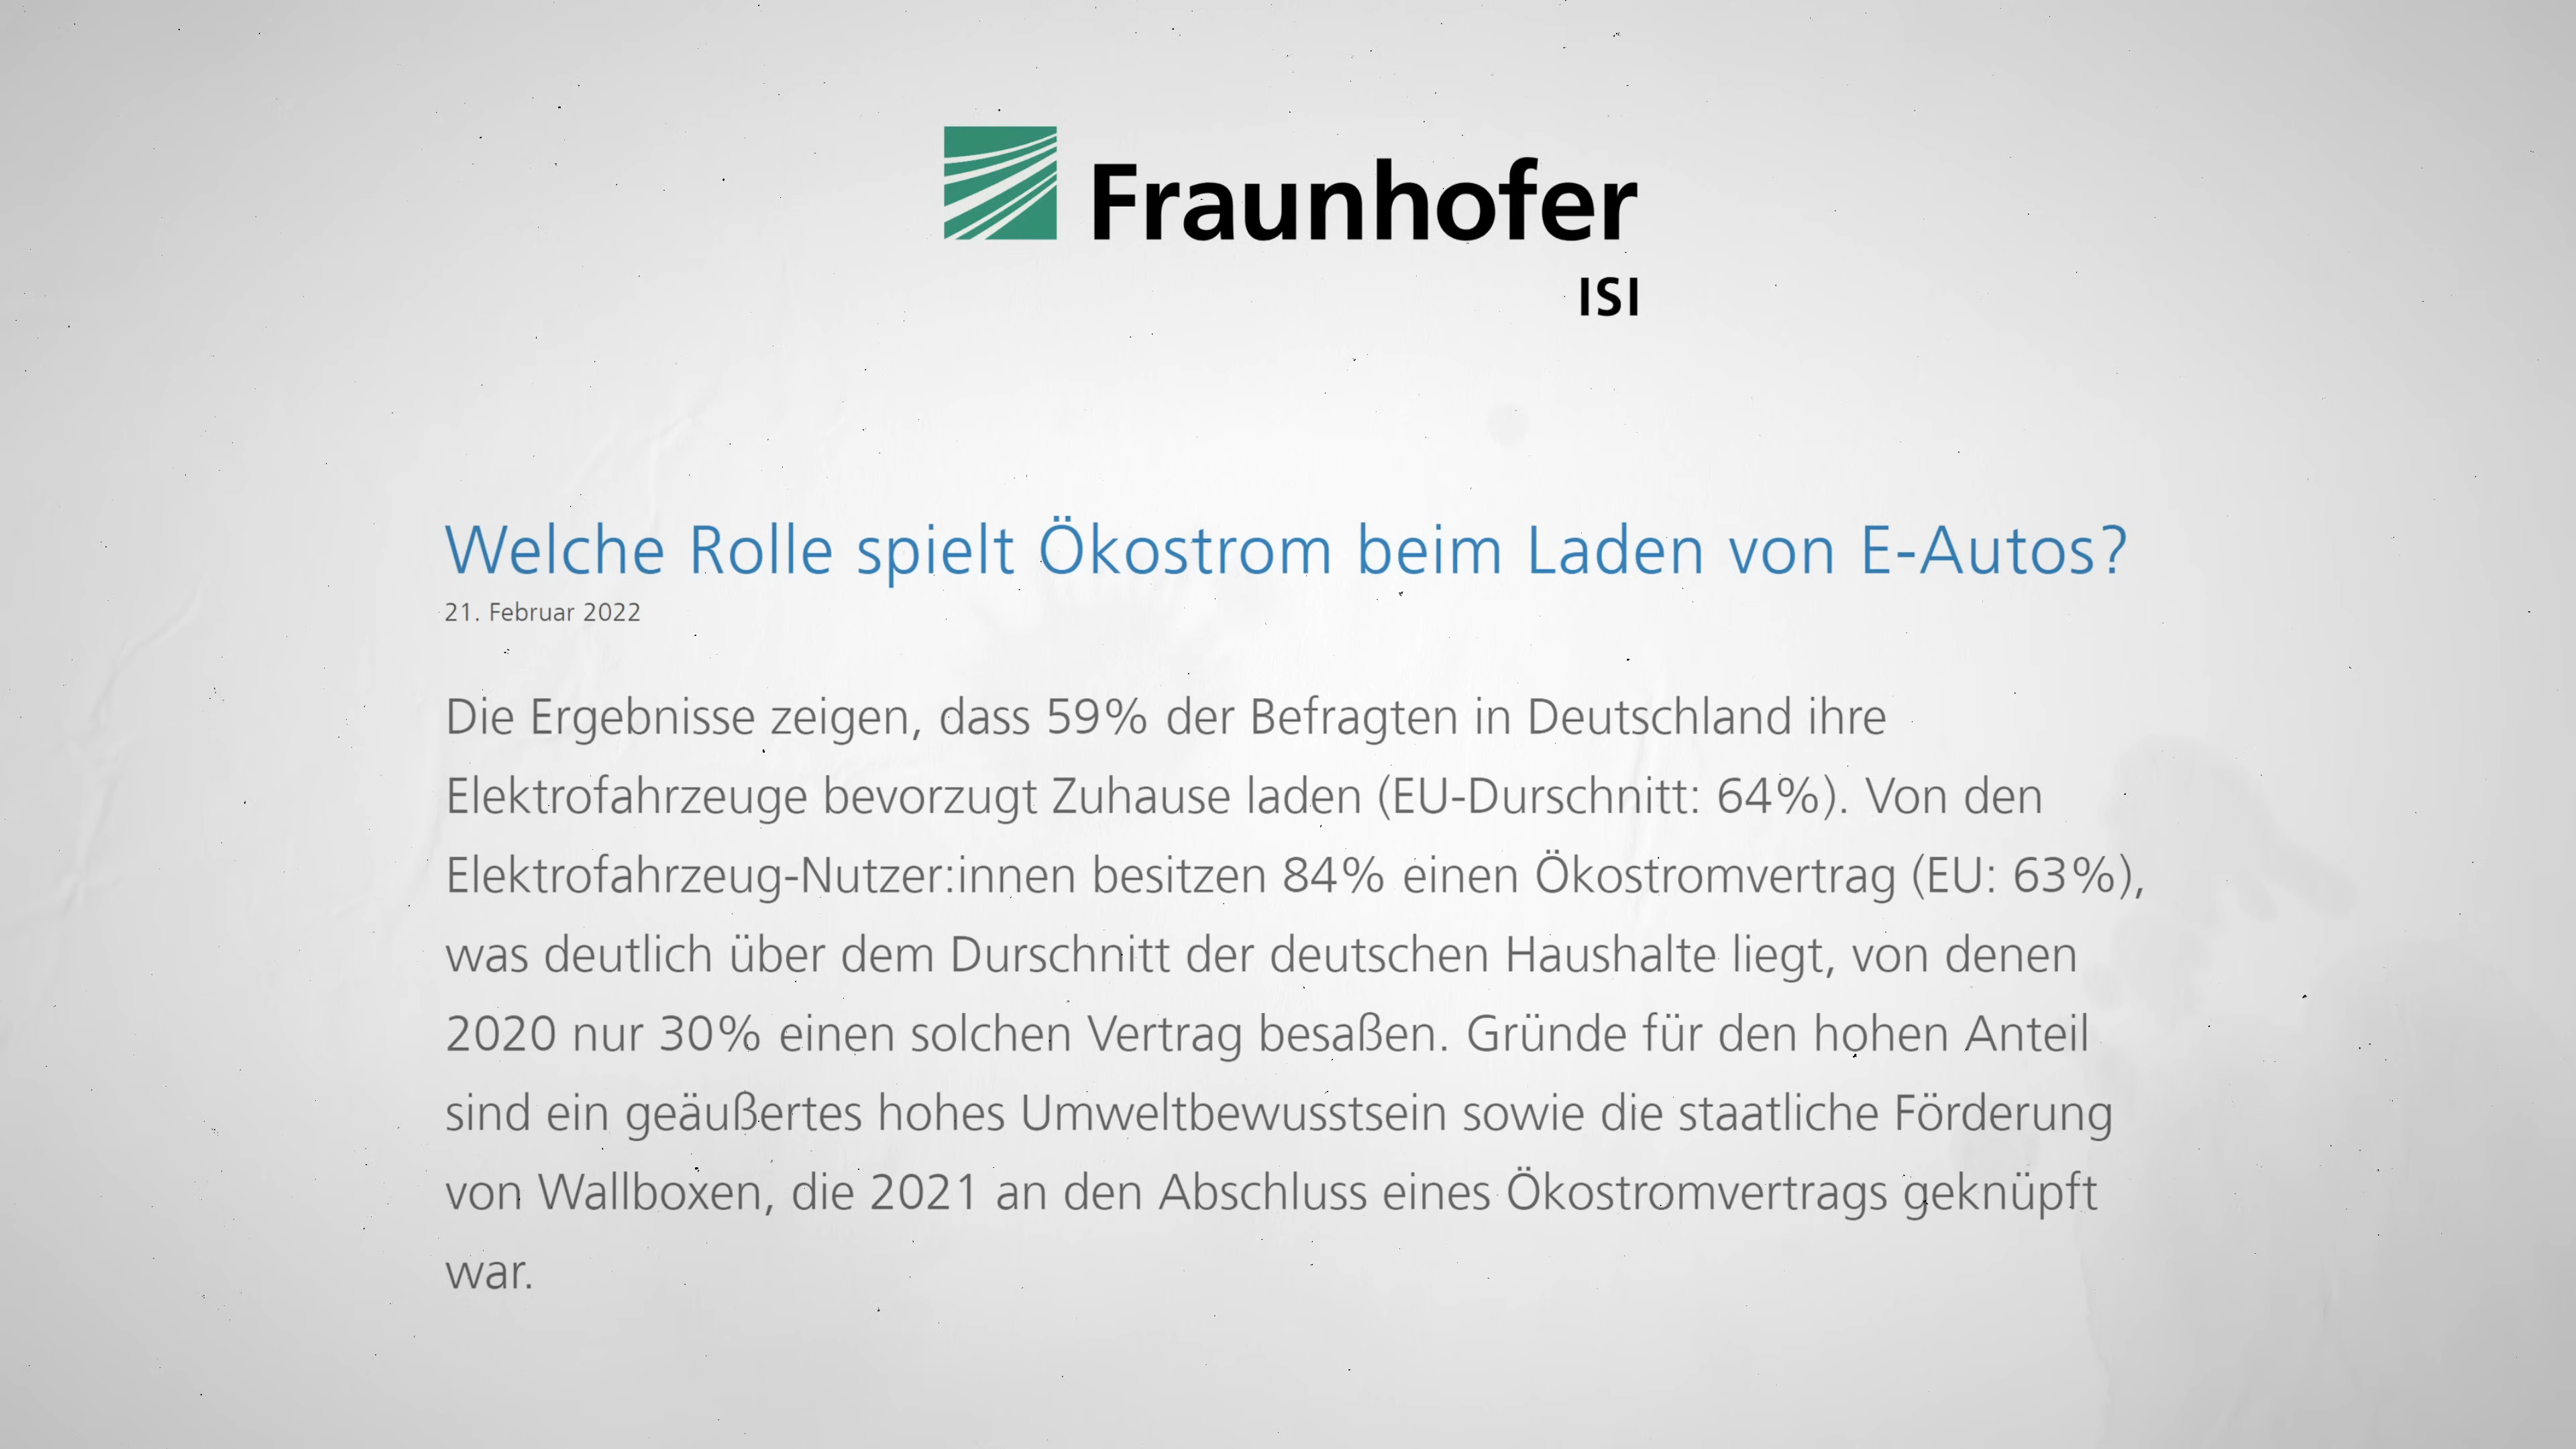 Fraunhofer
ISI
Welche Rolle spielt Ökostrom beim Laden von E-Autos?
21. Februar 2022
Die Ergebnisse zeigen, dass 59% der Befragten in Deutschland ihre
Elektrofahrzeuge bevorzugt Zuhause laden (EU-Durschnitt: 64%). Von den
Elektrofahrzeug-Nutzer:innen besitzen 84% einen Ökostromvertrag (EU: 63%),
was deutlich über dem Durschnitt der deutschen Haushalte liegt, von denen
2020 nur 30% einen solchen Vertrag besaßen. Gründe für den hohen Anteil
sind ein geäußertes hohes Umweltbewusstsein sowie die staatliche Förderung
von Wallboxen, die 2021 an den Abschluss eines Ökostromvertrags geknüpft
war.